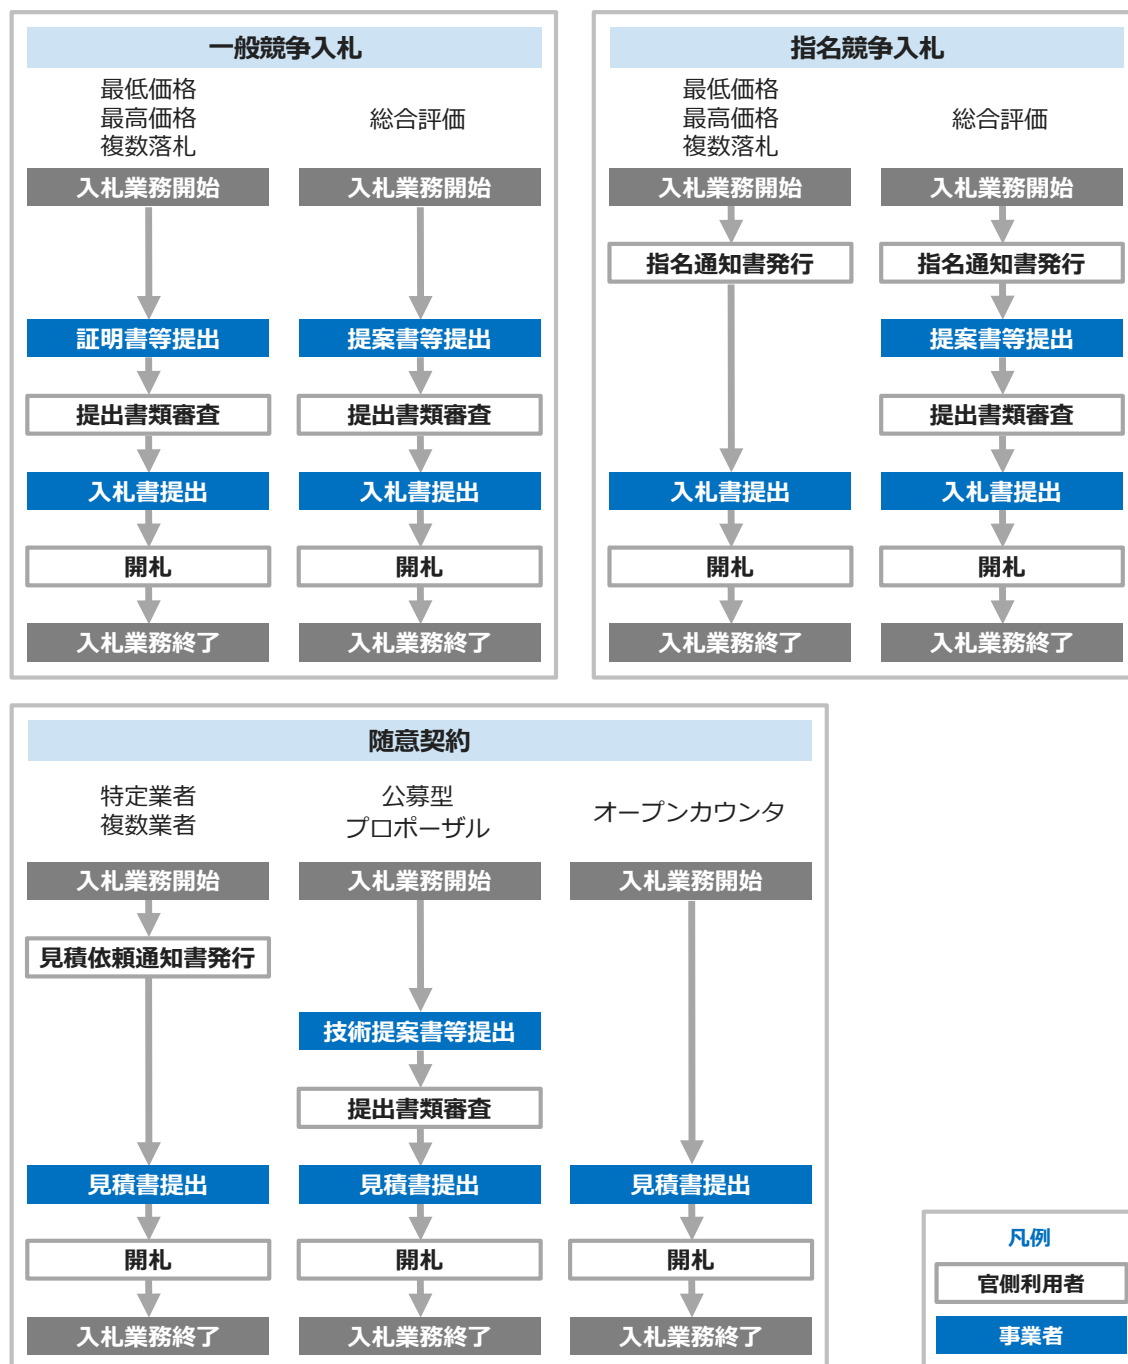 一般競争入札
最低価格
最高価格
複数落札
入札業務開始
証明書等提出
提出書類審査
入札書提出
開札
入札業務終了
総合評価
入札業務開始
提案書等提出
提出書類審査
入札書提出
開札
入札業務終了
指名競争入札
最低価格
最高価格
複数落札
入札業務開始
指名通知書発行
入札書提出
開札
入札業務終了
総合評価
入札業務開始
指名通知書発行
提案書等提出
提出書類審査
入札書提出
開札
入札業務終了
随意契約
特定業者
複数業者
入札業務開始
見積依頼通知書発行
見積書提出
開札
入札業務終了
公募型
プロポーザル
入札業務開始
技術提案書等提出
提出書類審査
見積書提出
開札
入札業務終了
オープンカウンタ
入札業務開始
見積書提出
開札
入札業務終了
凡例
官側利用者
事業者